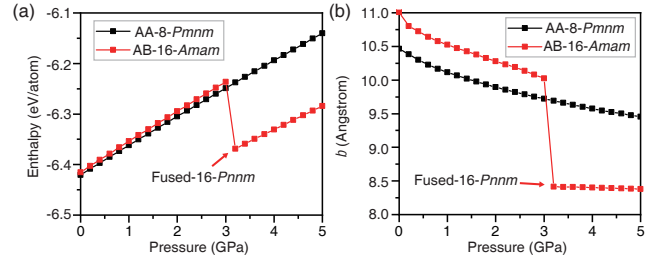 (a)
-6.1
-6.2
-6.3
-6.4
-6.5
Enthalpy (eV/atom)
AA-8-Pmnm
AB-16-Amam
Fused-16-Pnnm
0 1 2 3 4 5
Pressure (GPa)
(b)
11.0
10.5
10.0
9.5
9.0
8.5
8.0
b (Angstrom)
AA-8-Pmnm
AB-16-Amam
Fused-16-Pnnm
0 1 2 3 4 5
Pressure (GPa)